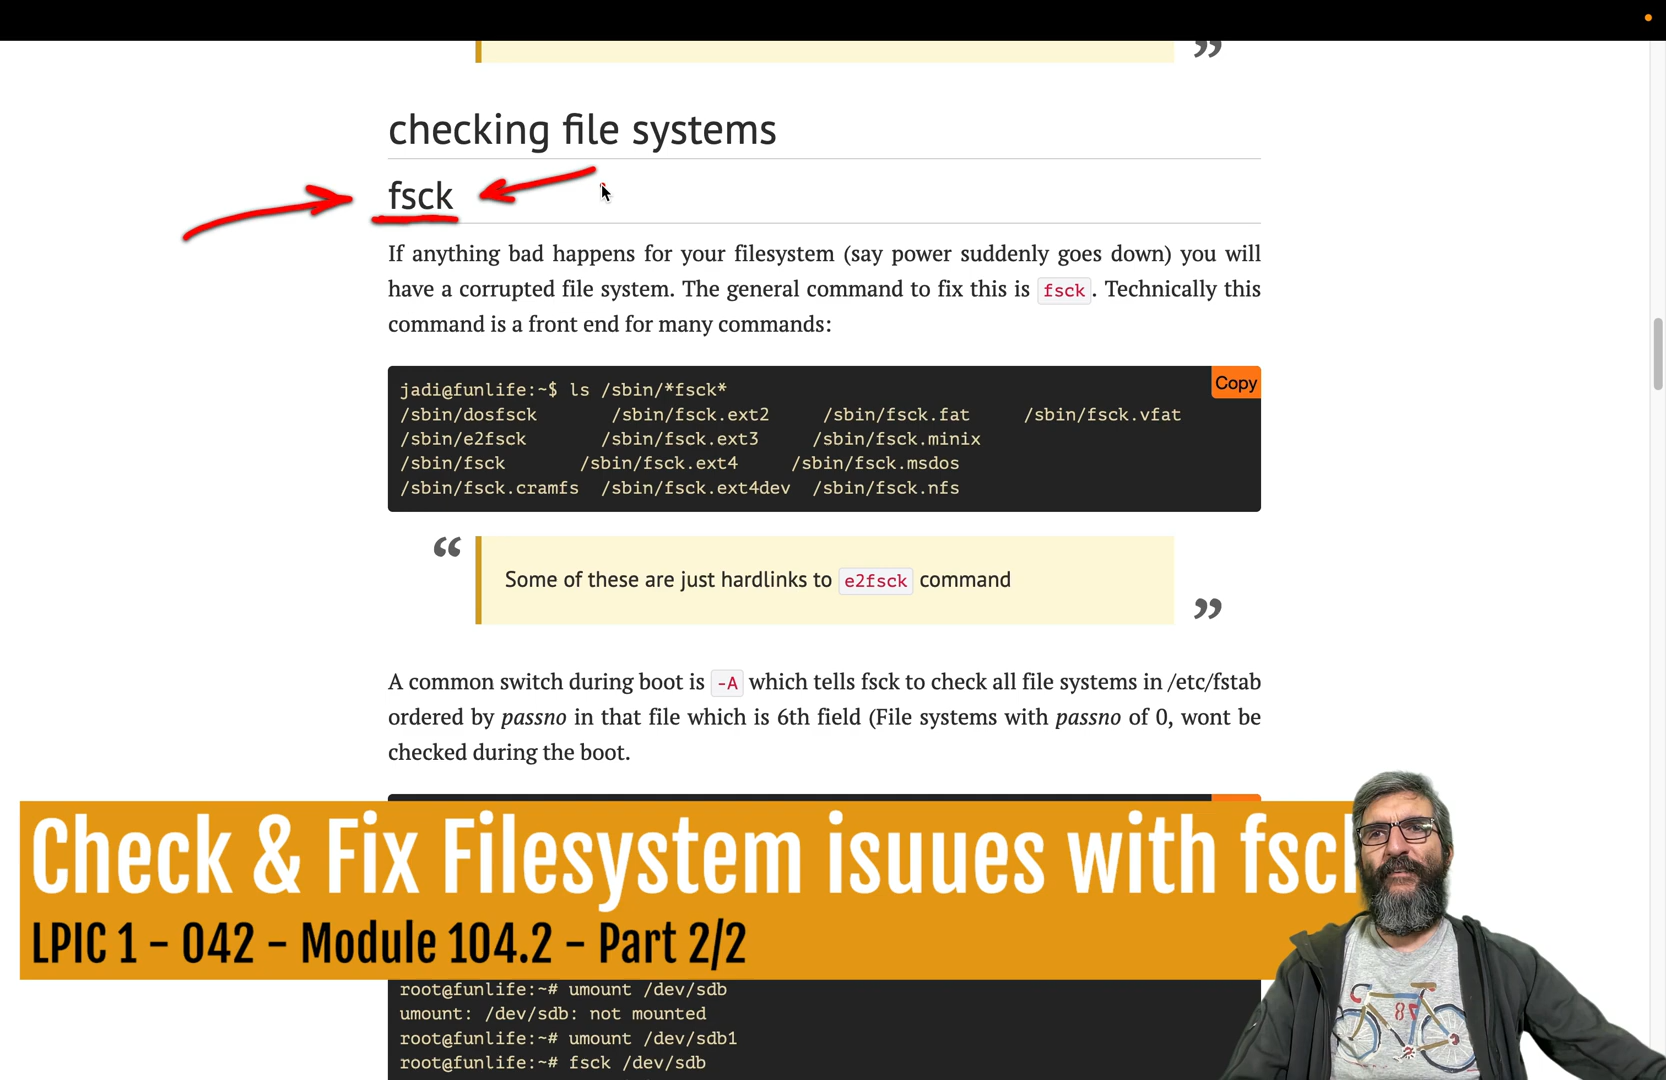 ”
checking file systems
fsck
If anything bad happens for your filesystem (say power suddenly goes down) you will
have a corrupted file system. The general command to fix this is fsck. Technically this
command is a front end for many commands:
Copy
jadi@funlife:~$ ls /sbin/*fsck*
/sbin/dosfsck /sbin/fsck.ext2 /sbin/fsck.fat /sbin/fsck.vfat
/sbin/e2fsck /sbin/fsck.ext3 /sbin/fsck.minix
/sbin/fsck /sbin/fsck.ext4 /sbin/fsck.msdos
/sbin/fsck.cramfs /sbin/fsck.ext4dev /sbin/fsck.nfs
“
Some of these are just hardlinks to e2fsck command
”
A common switch during boot is -A which tells fsck to check all file systems in /etc/fstab
ordered by passno in that file which is 6th field (File systems with passno of 0, wont be
checked during the boot.
Check & Fix Filesystem isuues with fsc
LPIC 1 - 042 - Module 104.2 - Part 2/2
root@funlife:~# umount /dev/sdb
umount: /dev/sdb: not mounted
root@funlife:~# umount /dev/sdb1
root@funlife:~# fsck /dev/sdb